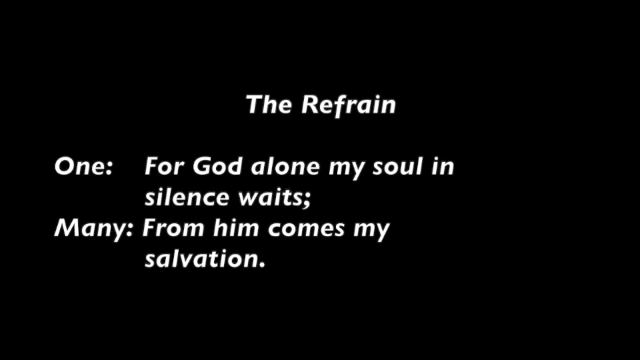 The Refrain
One: For God alone my soul in
silence waits;
Many: From him comes my
salvation.